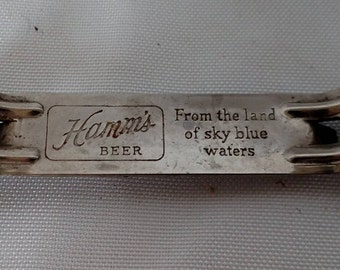 Hamm's
BEER
From the land
of sky blue
waters